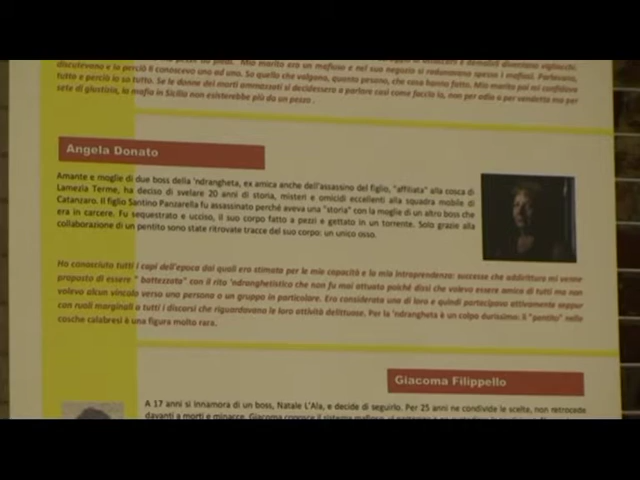 Mio marito era un mafioso e nel suo negozio si radunavano spesso i mafiosi. Parlavano,
discutevano e io perciò li conoscevo uno ad uno. So quello che valgono, quanto pesano, che cosa hanno fatto. Mio marito poi mi confidava
tutto e perciò io so tutto. Se le donne dei morti ammazzati si decidessero a parlare così come faccio io, non per odio o per vendetta ma per
sete di giustizia, la mafia in Sicilia non esisterebbe più da un pezzo .
Angela Donato
Amante e moglie di due boss della 'ndrangheta, ex amica anche dell'assassino del figlio, "affiliata" alla cosca di
Lamezia Terme, ha deciso di svelare 20 anni di storia, misteri e omicidi eccellenti alla squadra mobile di
Catanzaro. Il figlio Santino Panzarella fu assassinato perché aveva una "storia" con la moglie di un altro boss che
era in carcere. Fu sequestrato e ucciso, il suo corpo fatto a pezzi e gettato in un torrente. Solo grazie alla
collaborazione di un pentito sono state ritrovate tracce del suo corpo: un unico osso.
Ho conosciuto tutti i capi dell'epoca dai quali ero stimata per le mia capacità e la mia intraprendenza: successe che addirittura mi venne
proposto di essere " battezzata" con il rito 'ndranghetistico che non fu mai attuato poiché dissi che volevo essere amica di tutti ma non
volevo alcun vincolo verso una persona o un gruppo in particolare. Ero considerata una di loro e quindi partecipavo attivamente seppur
con ruoli marginali a tutti i discorsi che riguardavano le loro attività delittuose. Per la 'ndrangheta è un colpo durissimo: il "pentito" nelle
cosche calabresi è una figura molto rara.
Giacoma Filippello
A 17 anni si innamora di un boss, Natale L'Ala, e decide di seguirlo. Per 25 anni ne condivide le scelte, non retrocede
davanti a morti e minacce. Giacoma conosce il sistema mafioso,